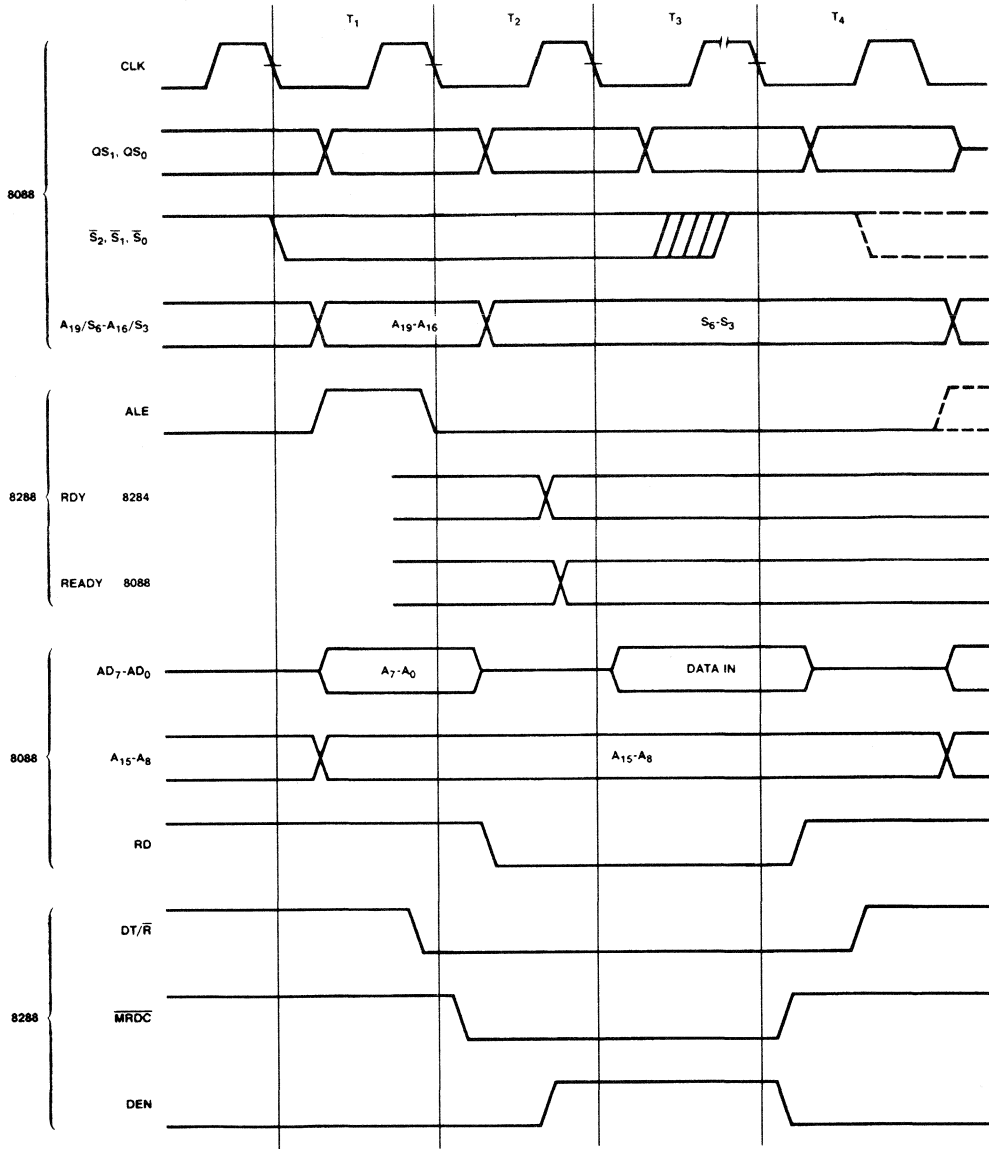 T₁ T₂ T₃ T₄
CLK
QS₁, QS₀
8088
S̅₂, S̅₁, S̅₀
A₁₉/S₆-A₁₆/S₃ A₁₉-A₁₆ S₆-S₃
ALE
8288 RDY 8284
READY 8088
AD₇-AD₀ A₇-A₀ DATA IN
8088 A₁₅-A₈ A₁₅-A₈
RD
DT/R̅
8288 M̅R̅D̅C̅
DEN